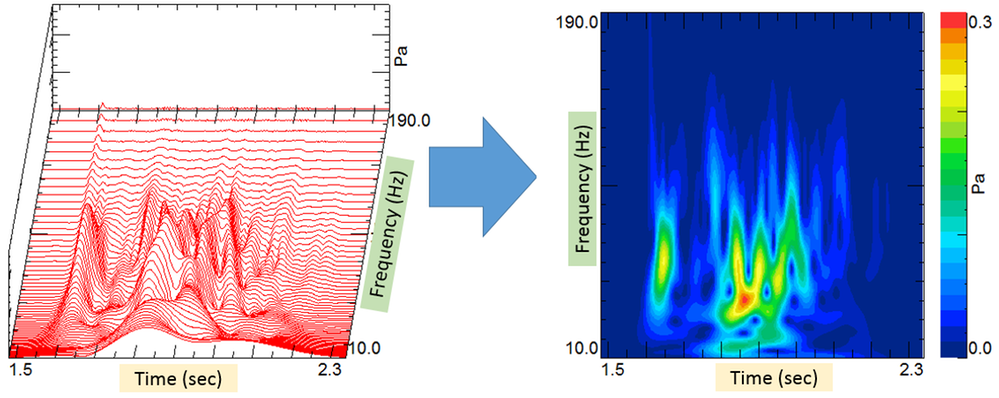 Pa
190.0
Frequency (Hz)
10.0
1.5
2.3
Time (sec)
190.0
Frequency (Hz)
10.0
1.5
2.3
Time (sec)
0.3
Pa
0.0